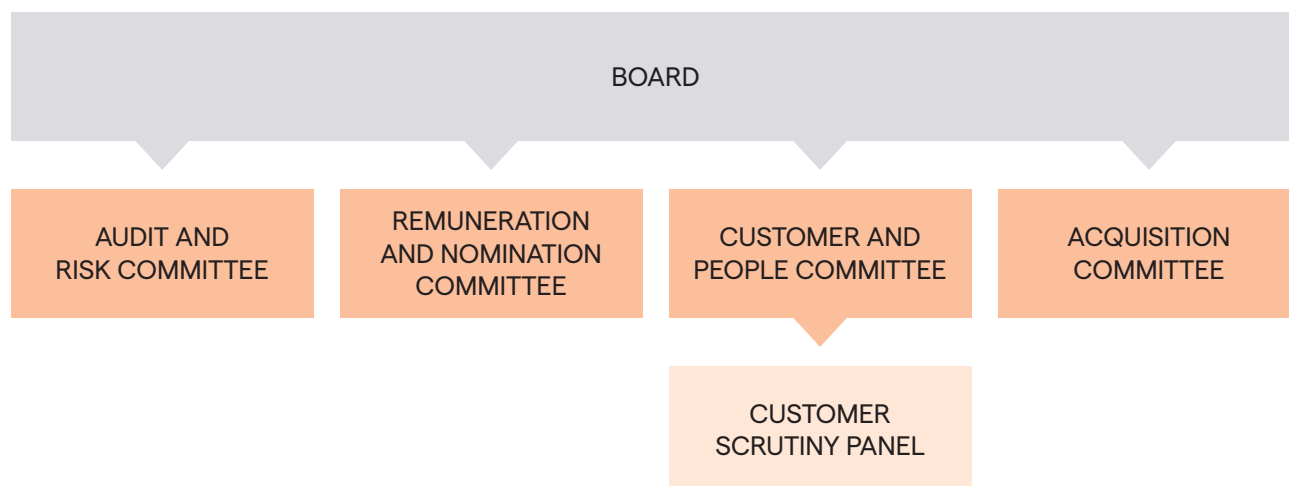 BOARD
AUDIT AND
RISK COMMITTEE
REMUNERATION
AND NOMINATION
COMMITTEE
CUSTOMER AND
PEOPLE COMMITTEE
ACQUISITION
COMMITTEE
CUSTOMER
SCRUTINY PANEL